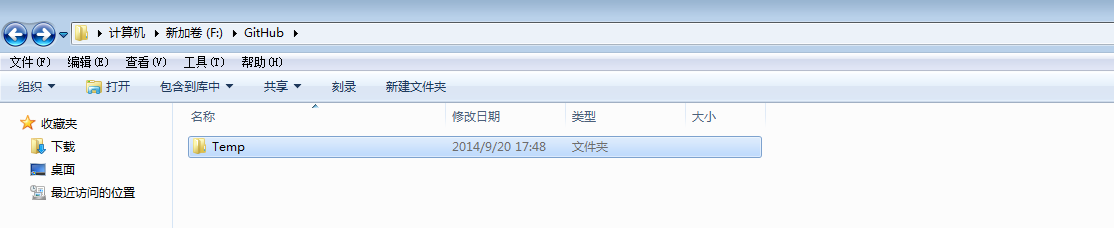 计算机 新加卷 (F:) GitHub
文件(F) 编辑(E) 查看(V) 工具(T) 帮助(H)
组织 打开 包含到库中 共享 刻录 新建文件夹
收藏夹
下载
桌面
最近访问的位置
名称 修改日期 类型 大小
Temp 2014/9/20 17:48 文件夹